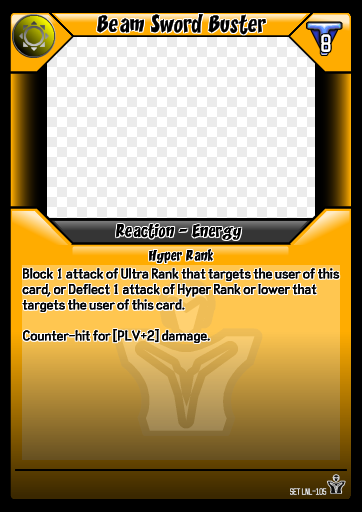 Beam Sword Buster
8
Reaction - Energy
Hyper Rank
Block 1 attack of Ultra Rank that targets the user of this
card, or Deflect 1 attack of Hyper Rank or lower that
targets the user of this card.
Counter-hit for [PLV+2] damage.
SET LNL-105